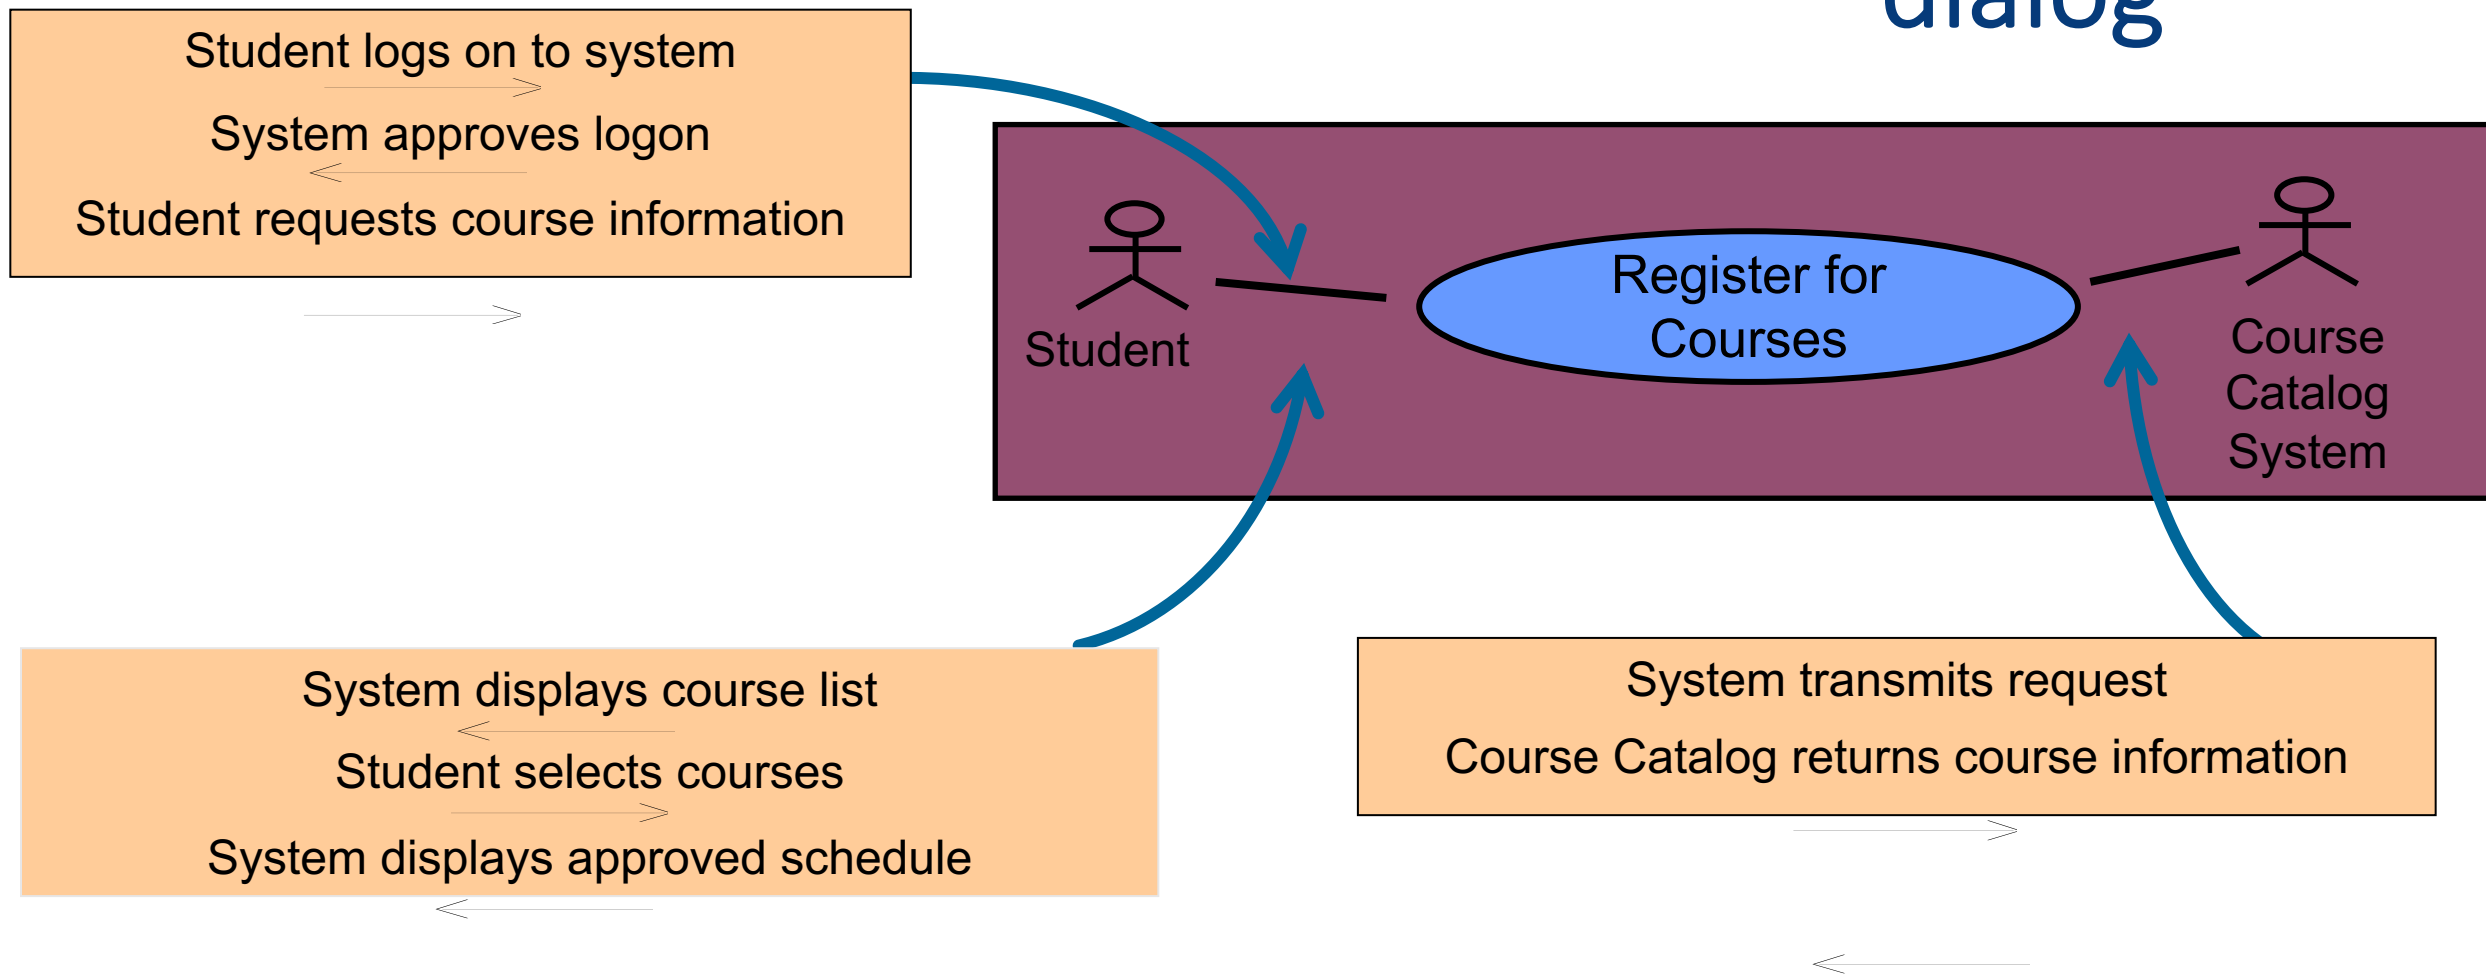 dialog
Student logs on to system
System approves logon
Student requests course information
Student
Register for
Courses
Course
Catalog
System
System displays course list
Student selects courses
System displays approved schedule
System transmits request
Course Catalog returns course information